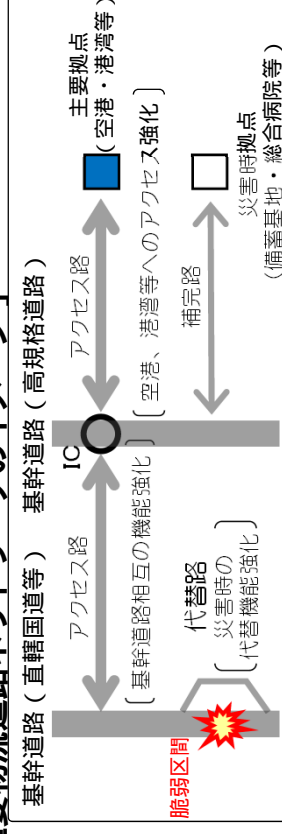 基幹道路(直轄国道等)
基幹道路(高規格道路)
アクセス路
IC
アクセス路
主要拠点
(空港・港湾等)
〔基幹道路相互の機能強化〕
〔空港、港湾等へのアクセス強化〕
脆弱区間
代替路
〔災害時の
代替機能強化〕
補完路
災害時拠点
(備蓄基地・総合病院等)